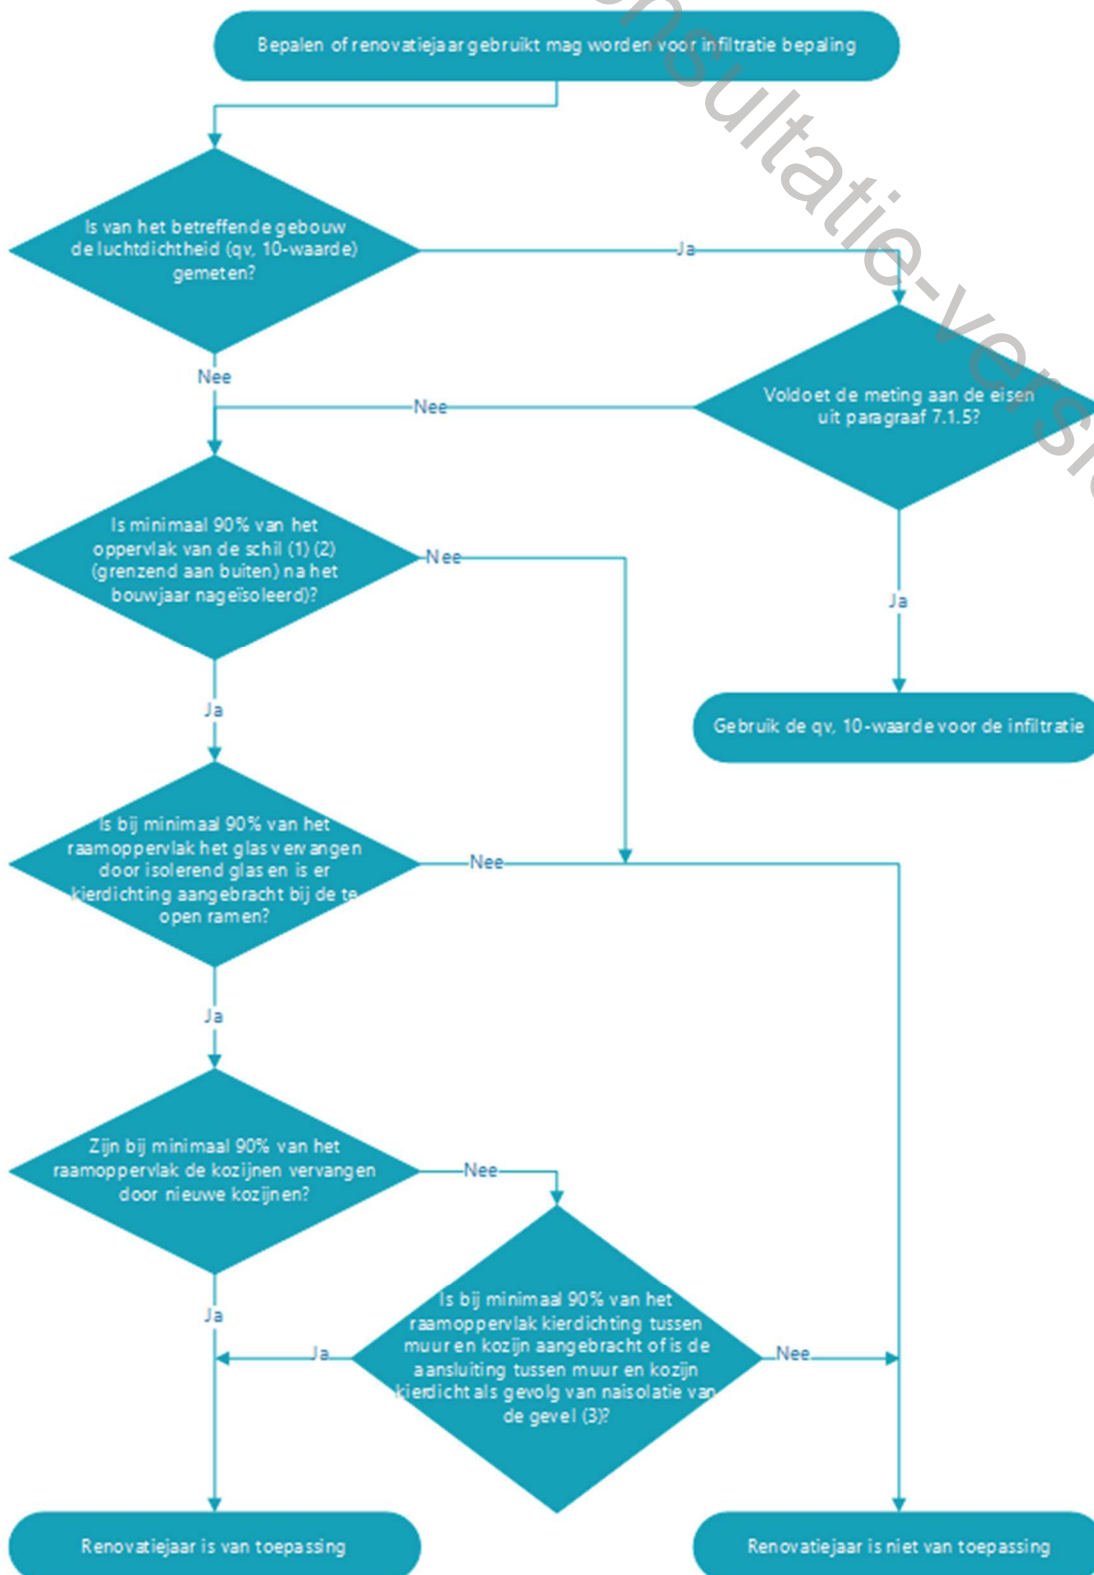 Bepalen of renovatiejaar gebruikt mag worden voor infiltratie bepaling
Is van het betreffende gebouw
de luchtdichtheid (qv, 10-waarde)
gemeten?
Ja
Nee
Voldoet de meting aan de eisen
uit paragraaf 7.1.5?
Nee
Is minimaal 90% van het
oppervlak van de schil (1) (2)
(grenzend aan buiten) na het
bouwjaar nageïsoleerd)?
Nee
Ja
Ja
Gebruik de qv, 10-waarde voor de infiltratie
Is bij minimaal 90% van het
raamoppervlak het glas vervangen
door isolerend glas en is er
kierdichting aangebracht bij de te
open ramen?
Nee
Ja
Zijn bij minimaal 90% van het
raamoppervlak de kozijnen vervangen
door nieuwe kozijnen?
Nee
Ja
Is bij minimaal 90% van het
raamoppervlak kierdichting tussen
muur en kozijn aangebracht of is de
aansluiting tussen muur en kozijn
kierdicht als gevolg van naisolatie van
de gevel (3)?
Ja
Nee
Renovatiejaar is van toepassing
Renovatiejaar is niet van toepassing
onsultatie-versie